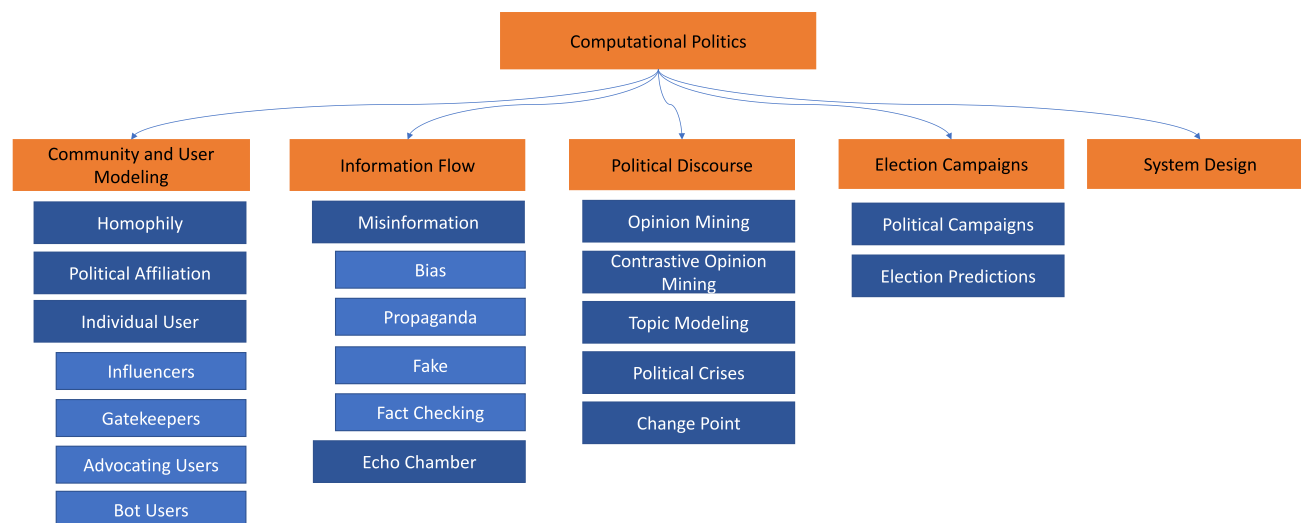 Computational Politics
Community and User
Modeling
Homophily
Political Affiliation
Individual User
Influencers
Gatekeepers
Advocating Users
Bot Users
Information Flow
Misinformation
Bias
Propaganda
Fake
Fact Checking
Echo Chamber
Political Discourse
Opinion Mining
Contrastive Opinion
Mining
Topic Modeling
Political Crises
Change Point
Election Campaigns
Political Campaigns
Election Predictions
System Design